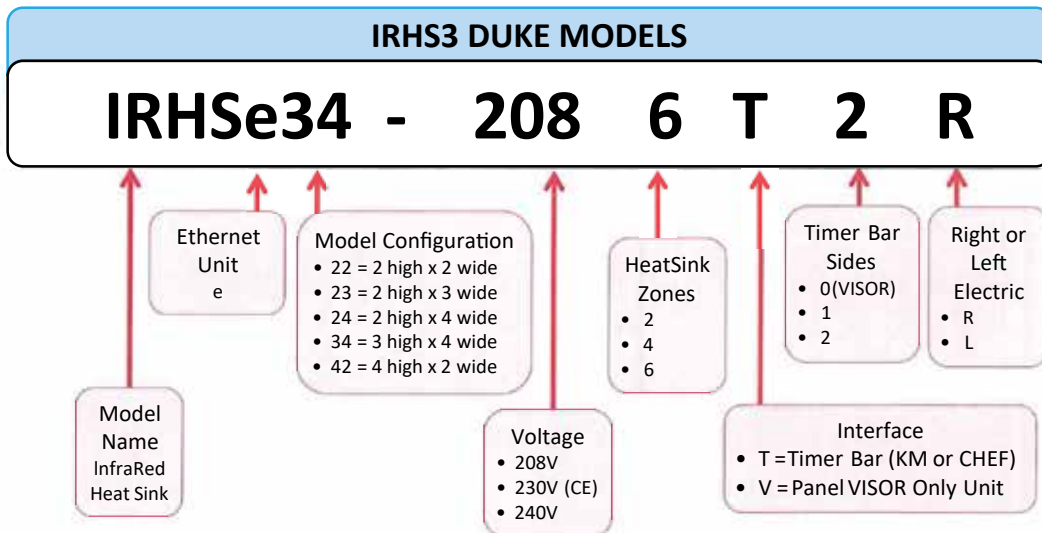 IRHS3 DUKE MODELS
IRHSe34 - 208 6 T 2 R
Ethernet
Unit
e
Model Configuration
• 22 = 2 high x 2 wide
• 23 = 2 high x 3 wide
• 24 = 2 high x 4 wide
• 34 = 3 high x 4 wide
• 42 = 4 high x 2 wide
HeatSink
Zones
• 2
• 4
• 6
Timer Bar
Sides
• 0(VISOR)
• 1
• 2
Right or
Left
Electric
• R
• L
Model
Name
InfraRed
Heat Sink
Voltage
• 208V
• 230V (CE)
• 240V
Interface
• T =Timer Bar (KM or CHEF)
• V =Panel VISOR Only Unit